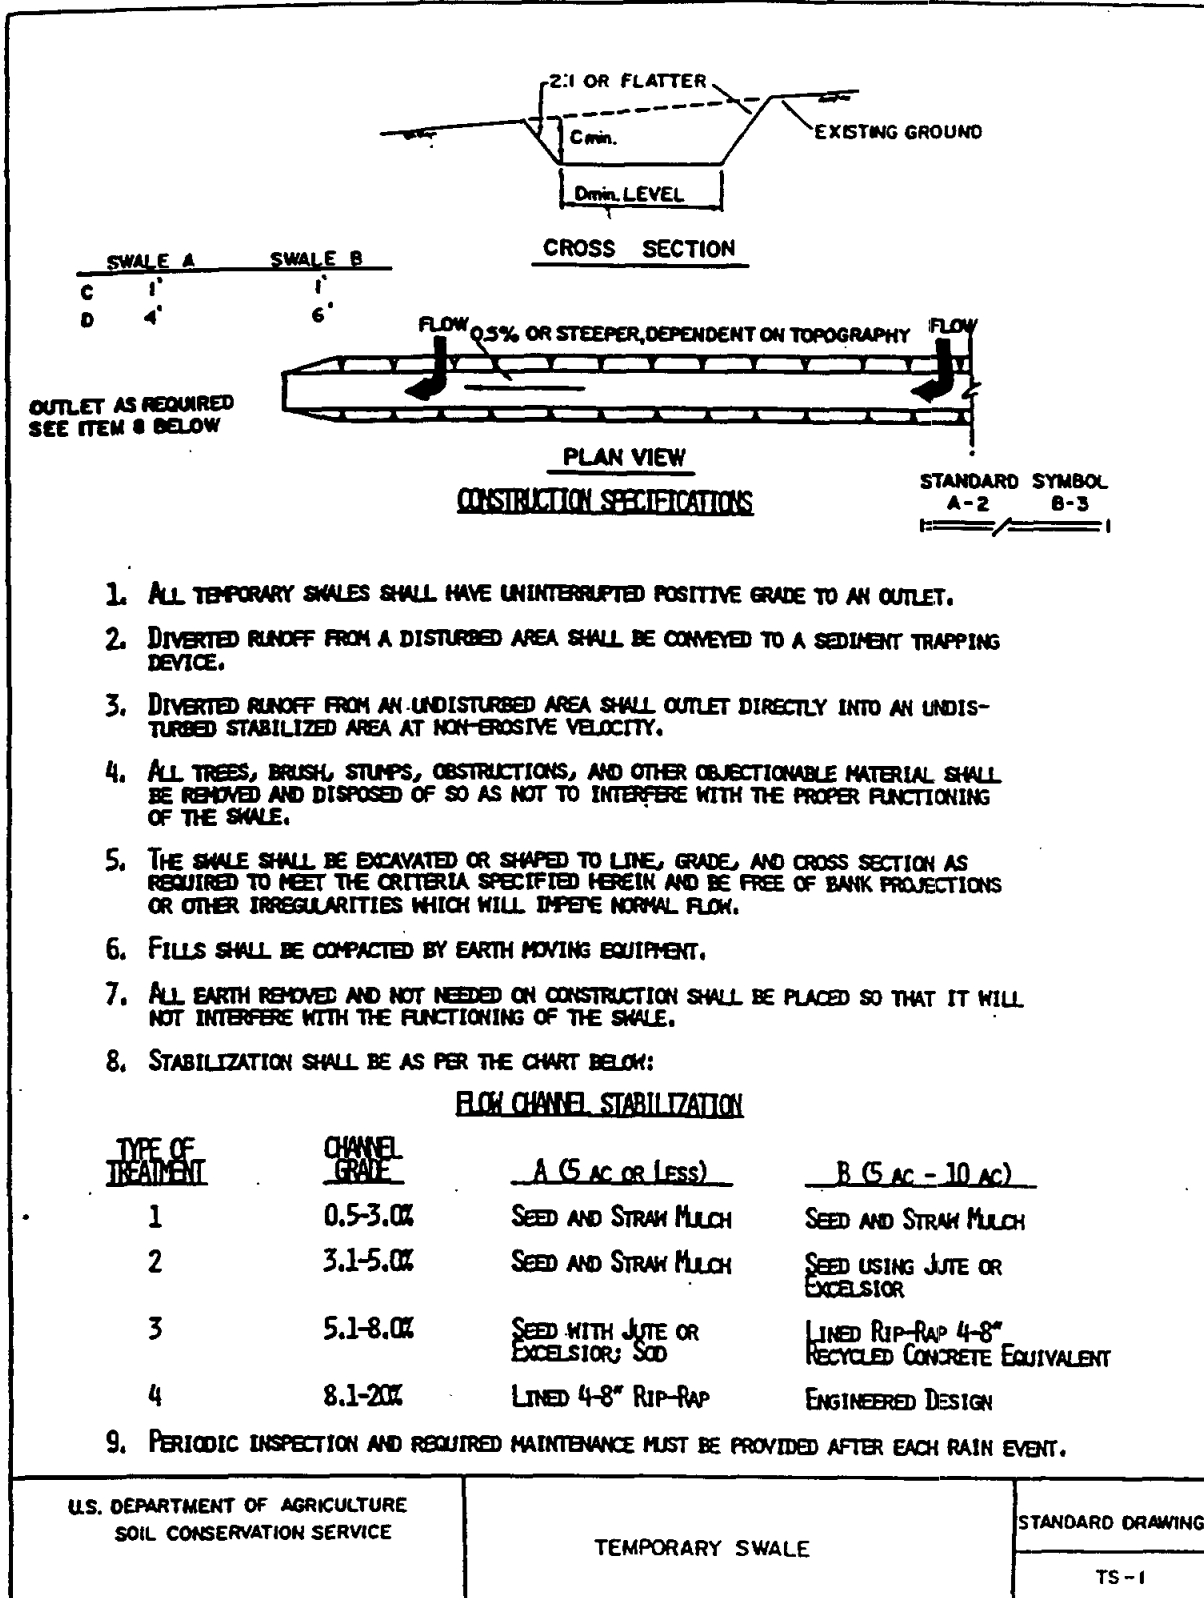 2:1 OR FLATTER
EXISTING GROUND
Cmin.
Dmin. LEVEL
CROSS SECTION
SWALE A SWALE B
C 1' 1'
D 4' 6'
FLOW 0.5% OR STEEPER, DEPENDENT ON TOPOGRAPHY FLOW
OUTLET AS REQUIRED
SEE ITEM 8 BELOW
PLAN VIEW
STANDARD SYMBOL
A-2 B-3
CONSTRUCTION SPECIFICATIONS
1. ALL TEMPORARY SWALES SHALL HAVE UNINTERRUPTED POSITIVE GRADE TO AN OUTLET.
2. DIVERTED RUNOFF FROM A DISTURBED AREA SHALL BE CONVEYED TO A SEDIMENT TRAPPING
DEVICE.
3. DIVERTED RUNOFF FROM AN UNDISTURBED AREA SHALL OUTLET DIRECTLY INTO AN UNDIS-
TURBED STABILIZED AREA AT NON-EROSIVE VELOCITY.
4. ALL TREES, BRUSH, STUMPS, OBSTRUCTIONS, AND OTHER OBJECTIONABLE MATERIAL SHALL
BE REMOVED AND DISPOSED OF SO AS NOT TO INTERFERE WITH THE PROPER FUNCTIONING
OF THE SWALE.
5. THE SWALE SHALL BE EXCAVATED OR SHAPED TO LINE, GRADE, AND CROSS SECTION AS
REQUIRED TO MEET THE CRITERIA SPECIFIED HEREIN AND BE FREE OF BANK PROJECTIONS
OR OTHER IRREGULARITIES WHICH WILL IMPEDE NORMAL FLOW.
6. FILLS SHALL BE COMPACTED BY EARTH MOVING EQUIPMENT.
7. ALL EARTH REMOVED AND NOT NEEDED ON CONSTRUCTION SHALL BE PLACED SO THAT IT WILL
NOT INTERFERE WITH THE FUNCTIONING OF THE SWALE.
8. STABILIZATION SHALL BE AS PER THE CHART BELOW:
FLOW CHANNEL STABILIZATION
TYPE OF CHANNEL
TREATMENT GRADE A (5 AC OR LESS) B (5 AC - 10 AC)
1 0.5-3.0% SEED AND STRAW MULCH SEED AND STRAW MULCH
2 3.1-5.0% SEED AND STRAW MULCH SEED USING JUTE OR
EXCELSIOR
3 5.1-8.0% SEED WITH JUTE OR LINED RIP-RAP 4-8"
EXCELSIOR; SOD RECYCLED CONCRETE EQUIVALENT
4 8.1-20% LINED 4-8" RIP-RAP ENGINEERED DESIGN
9. PERIODIC INSPECTION AND REQUIRED MAINTENANCE MUST BE PROVIDED AFTER EACH RAIN EVENT.
U.S. DEPARTMENT OF AGRICULTURE
SOIL CONSERVATION SERVICE
TEMPORARY SWALE
STANDARD DRAWING
TS-1